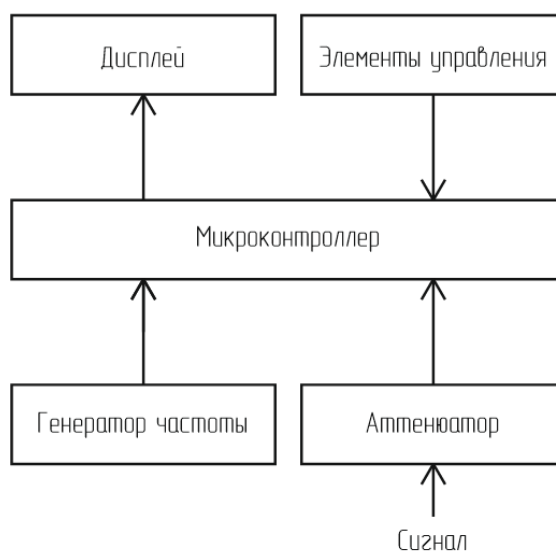 Дисплей
Элементы управления
Микроконтроллер
Генератор частоты
Аттенюатор
Сигнал